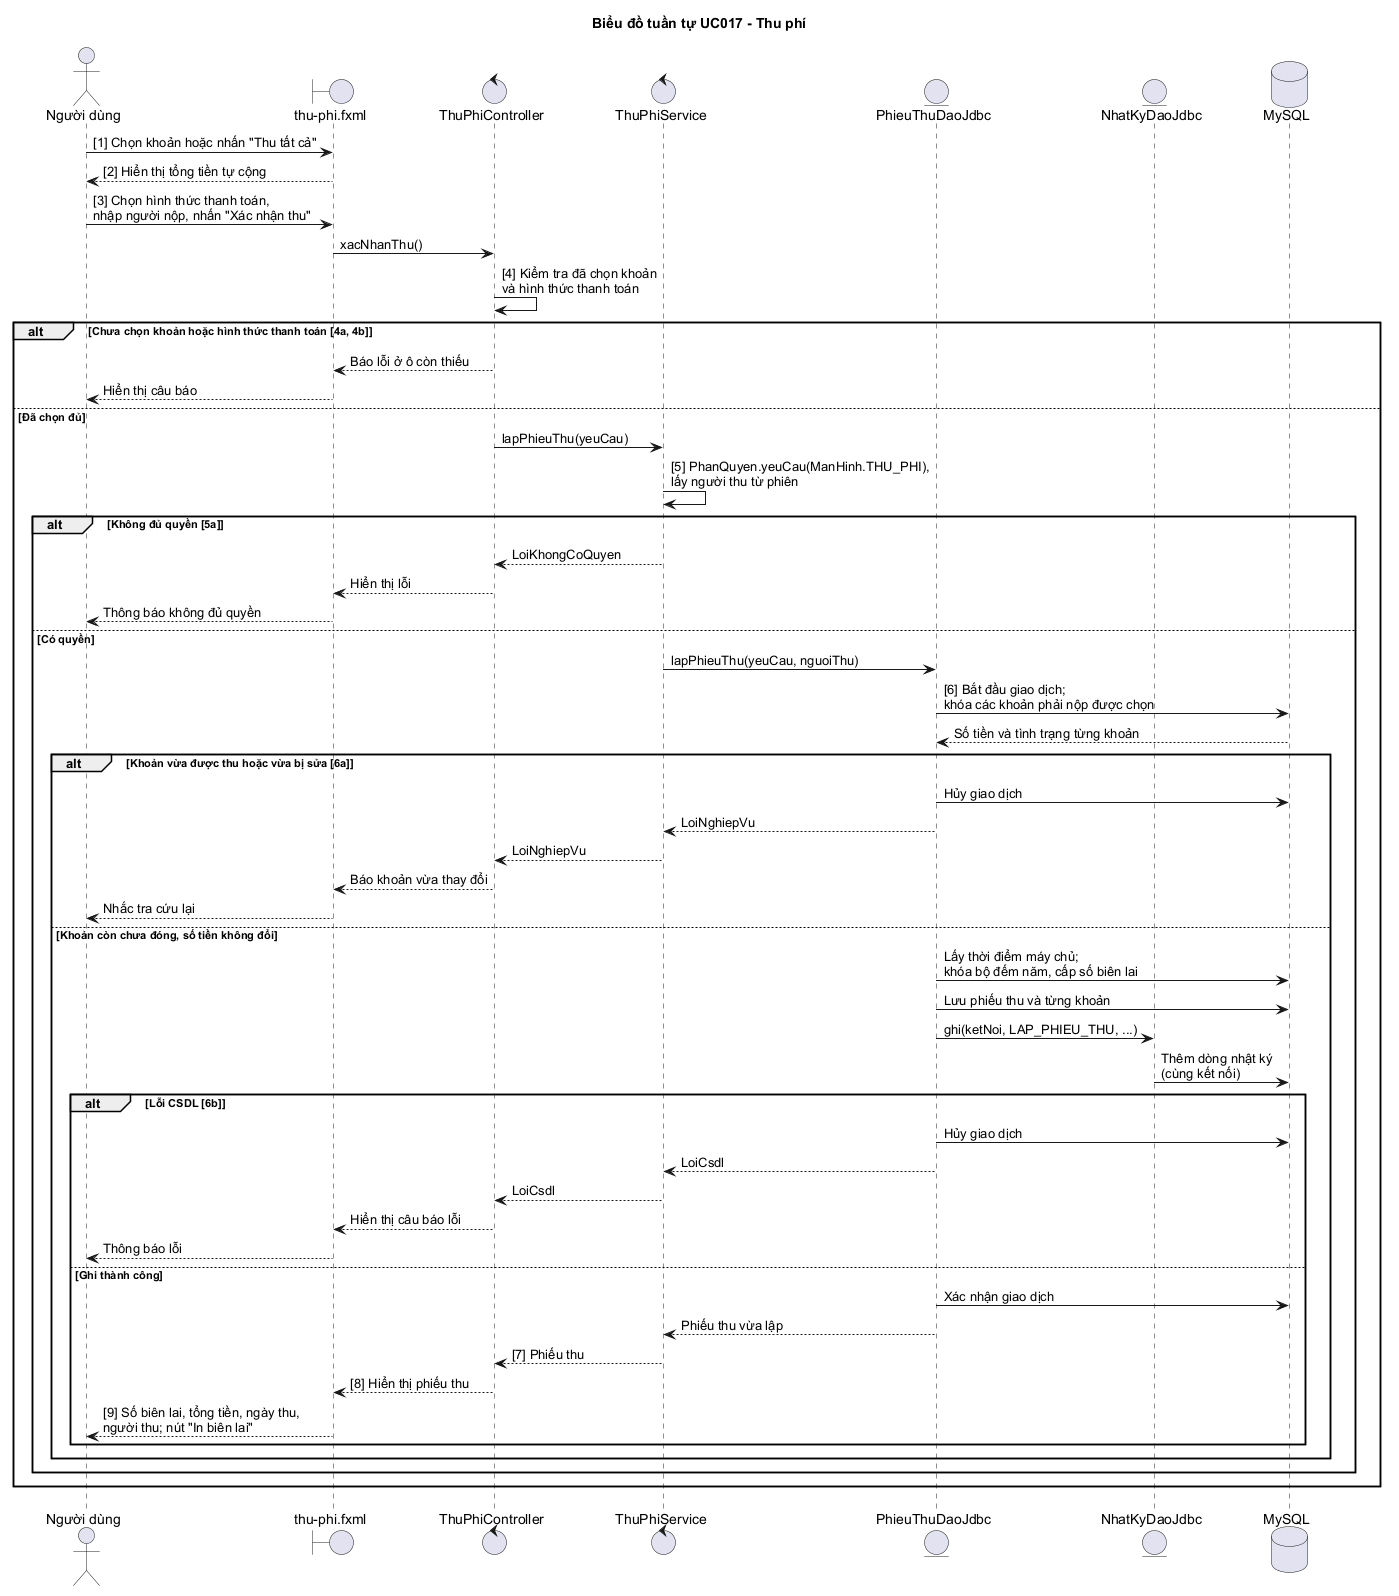 Biểu đồ tuần tự UC017 - Thu phí
Người dùng
thu-phi.fxml
ThuPhiController
ThuPhiService
PhieuThuDaoJdbc
NhatKyDaoJdbc
MySQL
[1] Chọn khoản hoặc nhấn "Thu tất cả"
[2] Hiển thị tổng tiền tự cộng
[3] Chọn hình thức thanh toán,
nhập người nộp, nhấn "Xác nhận thu"
xacNhanThu()
[4] Kiểm tra đã chọn khoản
và hình thức thanh toán
alt
[Chưa chọn khoản hoặc hình thức thanh toán [4a, 4b]]
Báo lỗi ở ô còn thiếu
Hiển thị câu báo
[Đã chọn đủ]
lapPhieuThu(yeuCau)
[5] PhanQuyen.yeuCau(ManHinh.THU_PHI),
lấy người thu từ phiên
alt
[Không đủ quyền [5a]]
LoiKhongCoQuyen
Hiển thị lỗi
Thông báo không đủ quyền
[Có quyền]
lapPhieuThu(yeuCau, nguoiThu)
[6] Bắt đầu giao dịch;
khóa các khoản phải nộp được chọn
Số tiền và tình trạng từng khoản
alt
[Khoản vừa được thu hoặc vừa bị sửa [6a]]
Hủy giao dịch
LoiNghiepVu
LoiNghiepVu
Báo khoản vừa thay đổi
Nhắc tra cứu lại
[Khoản còn chưa đóng, số tiền không đổi]
Lấy thời điểm máy chủ;
khóa bộ đếm năm, cấp số biên lai
Lưu phiếu thu và từng khoản
ghi(ketNoi, LAP_PHIEU_THU, ...)
Thêm dòng nhật ký
(cùng kết nối)
alt
[Lỗi CSDL [6b]]
Hủy giao dịch
LoiCsdl
LoiCsdl
Hiển thị câu báo lỗi
Thông báo lỗi
[Ghi thành công]
Xác nhận giao dịch
Phiếu thu vừa lập
[7] Phiếu thu
[8] Hiển thị phiếu thu
[9] Số biên lai, tổng tiền, ngày thu,
người thu; nút "In biên lai"
Người dùng
thu-phi.fxml
ThuPhiController
ThuPhiService
PhieuThuDaoJdbc
NhatKyDaoJdbc
MySQL